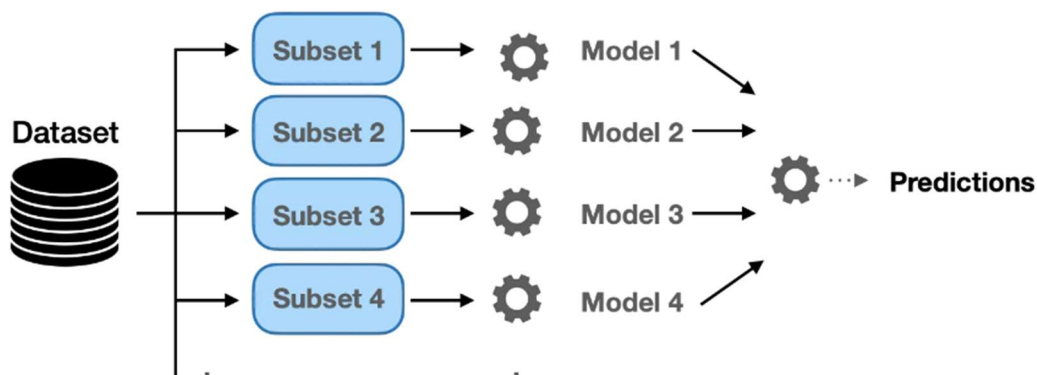 Dataset
Subset 1
Model 1
Subset 2
Model 2
Subset 3
Model 3
Subset 4
Model 4
Predictions